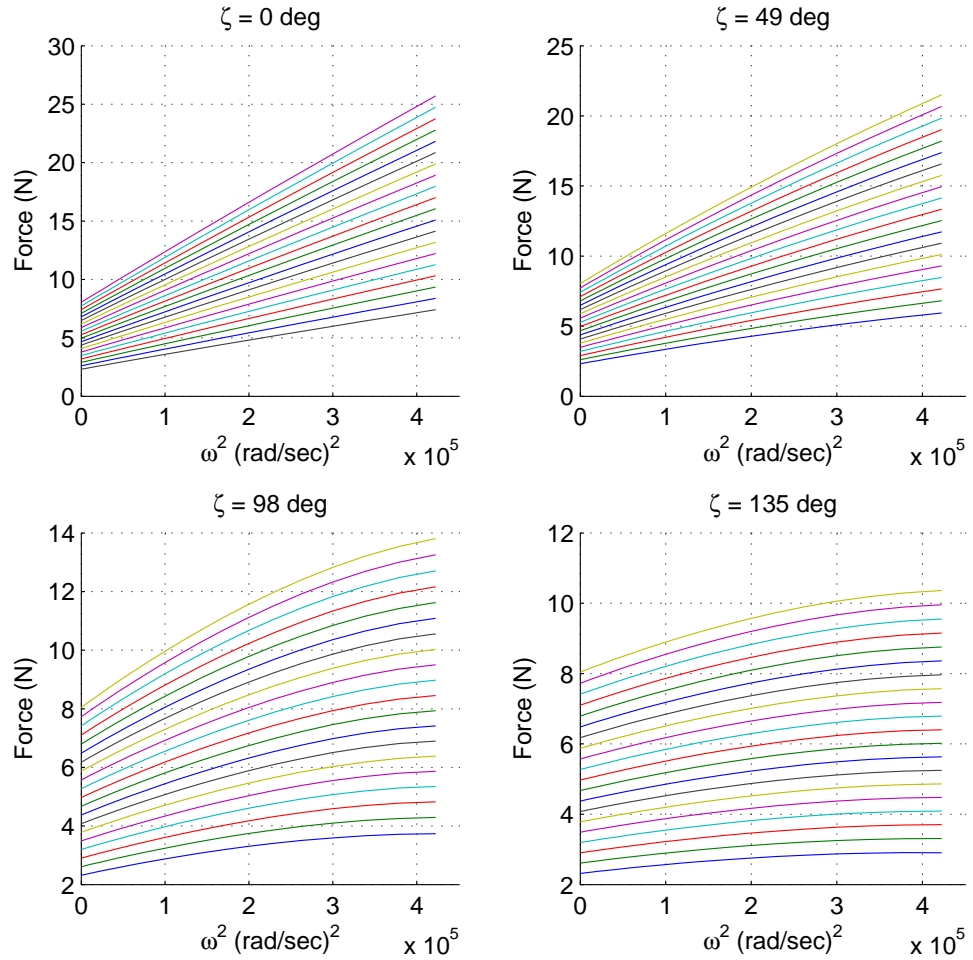 ζ = 0 deg
30
25
20
15
10
5
0
Force (N)
0 1 2 3 4
ω² (rad/sec)²
x 10⁵
ζ = 49 deg
25
20
15
10
5
0
Force (N)
0 1 2 3 4
ω² (rad/sec)²
x 10⁵
ζ = 98 deg
14
12
10
8
6
4
2
Force (N)
0 1 2 3 4
ω² (rad/sec)²
x 10⁵
ζ = 135 deg
12
10
8
6
4
2
Force (N)
0 1 2 3 4
ω² (rad/sec)²
x 10⁵